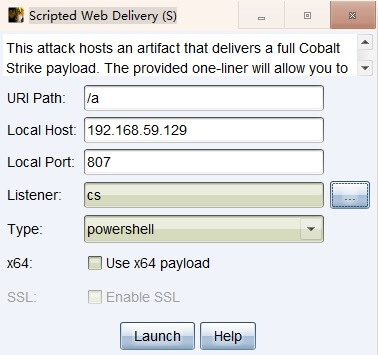 Scripted Web Delivery (S)
This attack hosts an artifact that delivers a full Cobalt
Strike payload. The provided one-liner will allow you to
URI Path: /a
Local Host: 192.168.59.129
Local Port: 807
Listener: cs ...
Type: powershell
x64: Use x64 payload
SSL: Enable SSL
Launch Help